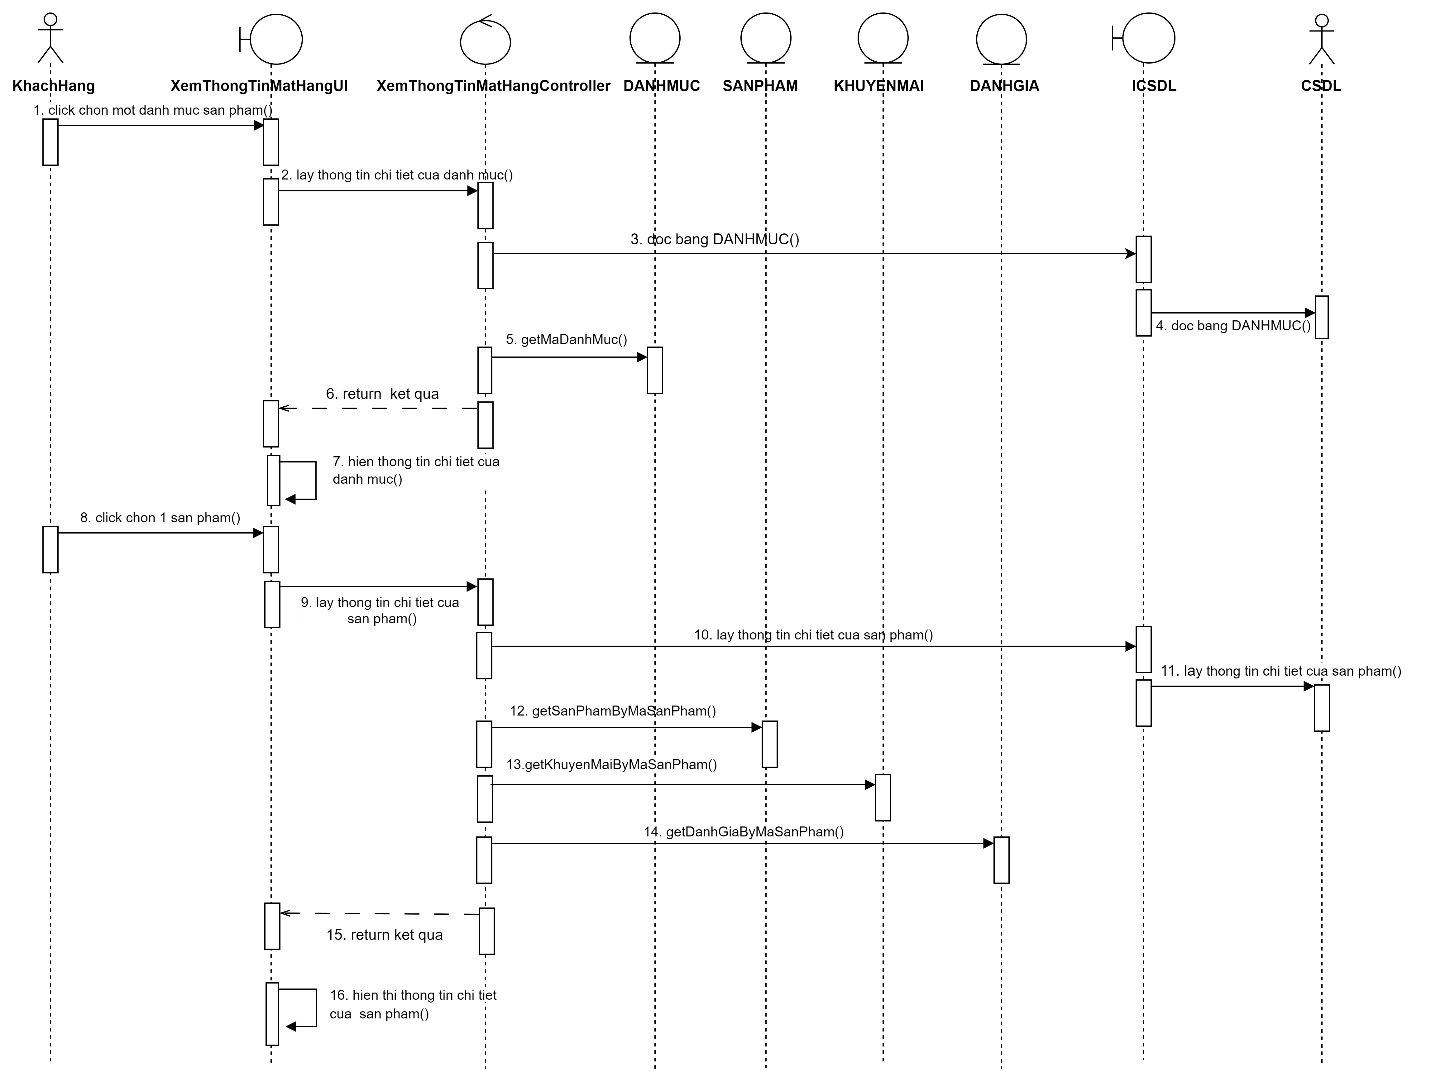 KhachHang XemThongTinMatHangUI XemThongTinMatHangController DANHMUC SANPHAM KHUYENMAI DANHGIA ICSDL CSDL
1. click chon mot danh muc san pham()
2. lay thong tin chi tiet cua danh muc()
3. doc bang DANHMUC()
4. doc bang DANHMUC()
5. getMaDanhMuc()
6. return ket qua
7. hien thong tin chi tiet cua
danh muc()
8. click chon 1 san pham()
9. lay thong tin chi tiet cua
san pham()
10. lay thong tin chi tiet cua san pham()
11. lay thong tin chi tiet cua san pham()
12. getSanPhamByMaSanPham()
13.getKhuyenMaiByMaSanPham()
14. getDanhGiaByMaSanPham()
15. return ket qua
16. hien thi thong tin chi tiet
cua san pham()